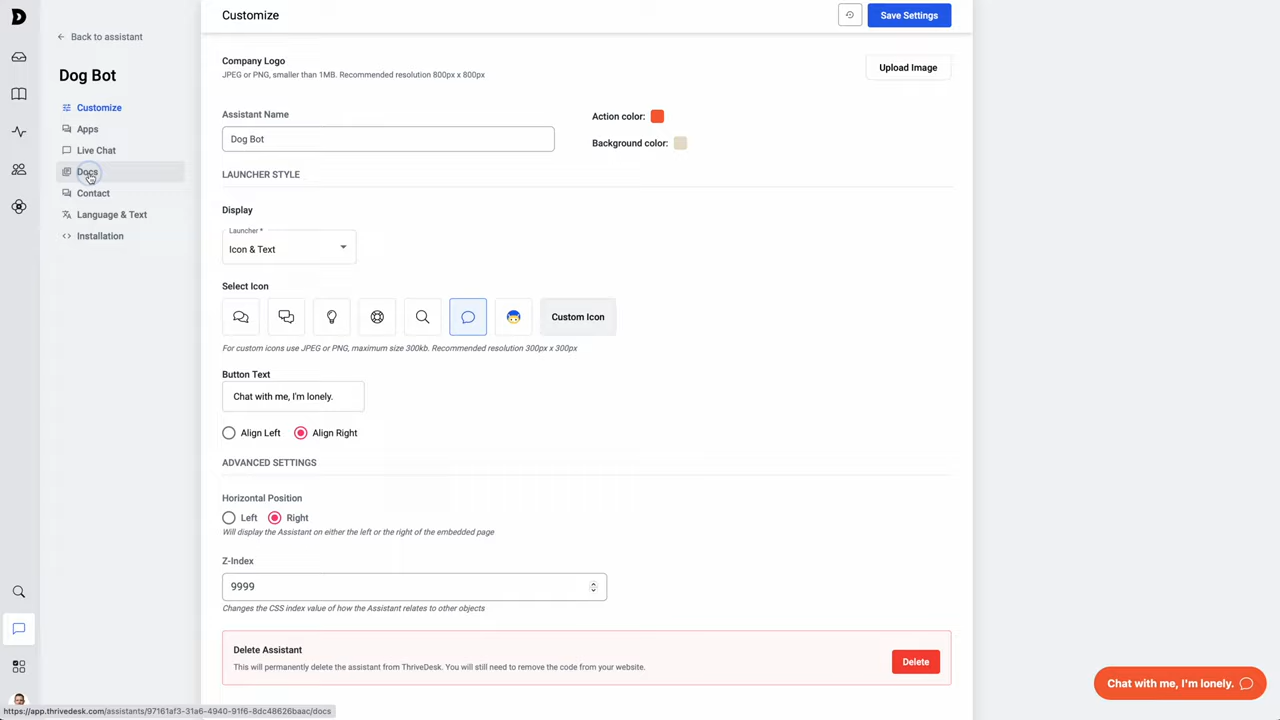 Customize
Save Settings
Back to assistant
Dog Bot
Customize
Apps
Live Chat
Docs
Contact
Language & Text
Installation
Company Logo
JPEG or PNG, smaller than 1MB. Recommended resolution 800px x 800px
Upload Image
Assistant Name
Dog Bot
Action color:
Background color:
LAUNCHER STYLE
Display
Launcher *
Icon & Text
Select Icon
Custom Icon
For custom icons use JPEG or PNG, maximum size 300kb. Recommended resolution 300px x 300px
Button Text
Chat with me, I'm lonely.
Align Left
Align Right
ADVANCED SETTINGS
Horizontal Position
Left
Right
Will display the Assistant on either the left or the right of the embedded page
Z-Index
9999
Changes the CSS index value of how the Assistant relates to other objects
Delete Assistant
This will permanently delete the assistant from ThriveDesk. You will still need to remove the code from your website.
Delete
Chat with me, I'm lonely.
https://app.thrivedesk.com/assistants/97161af3-31a6-4940-91f6-8dc48626baac/docs